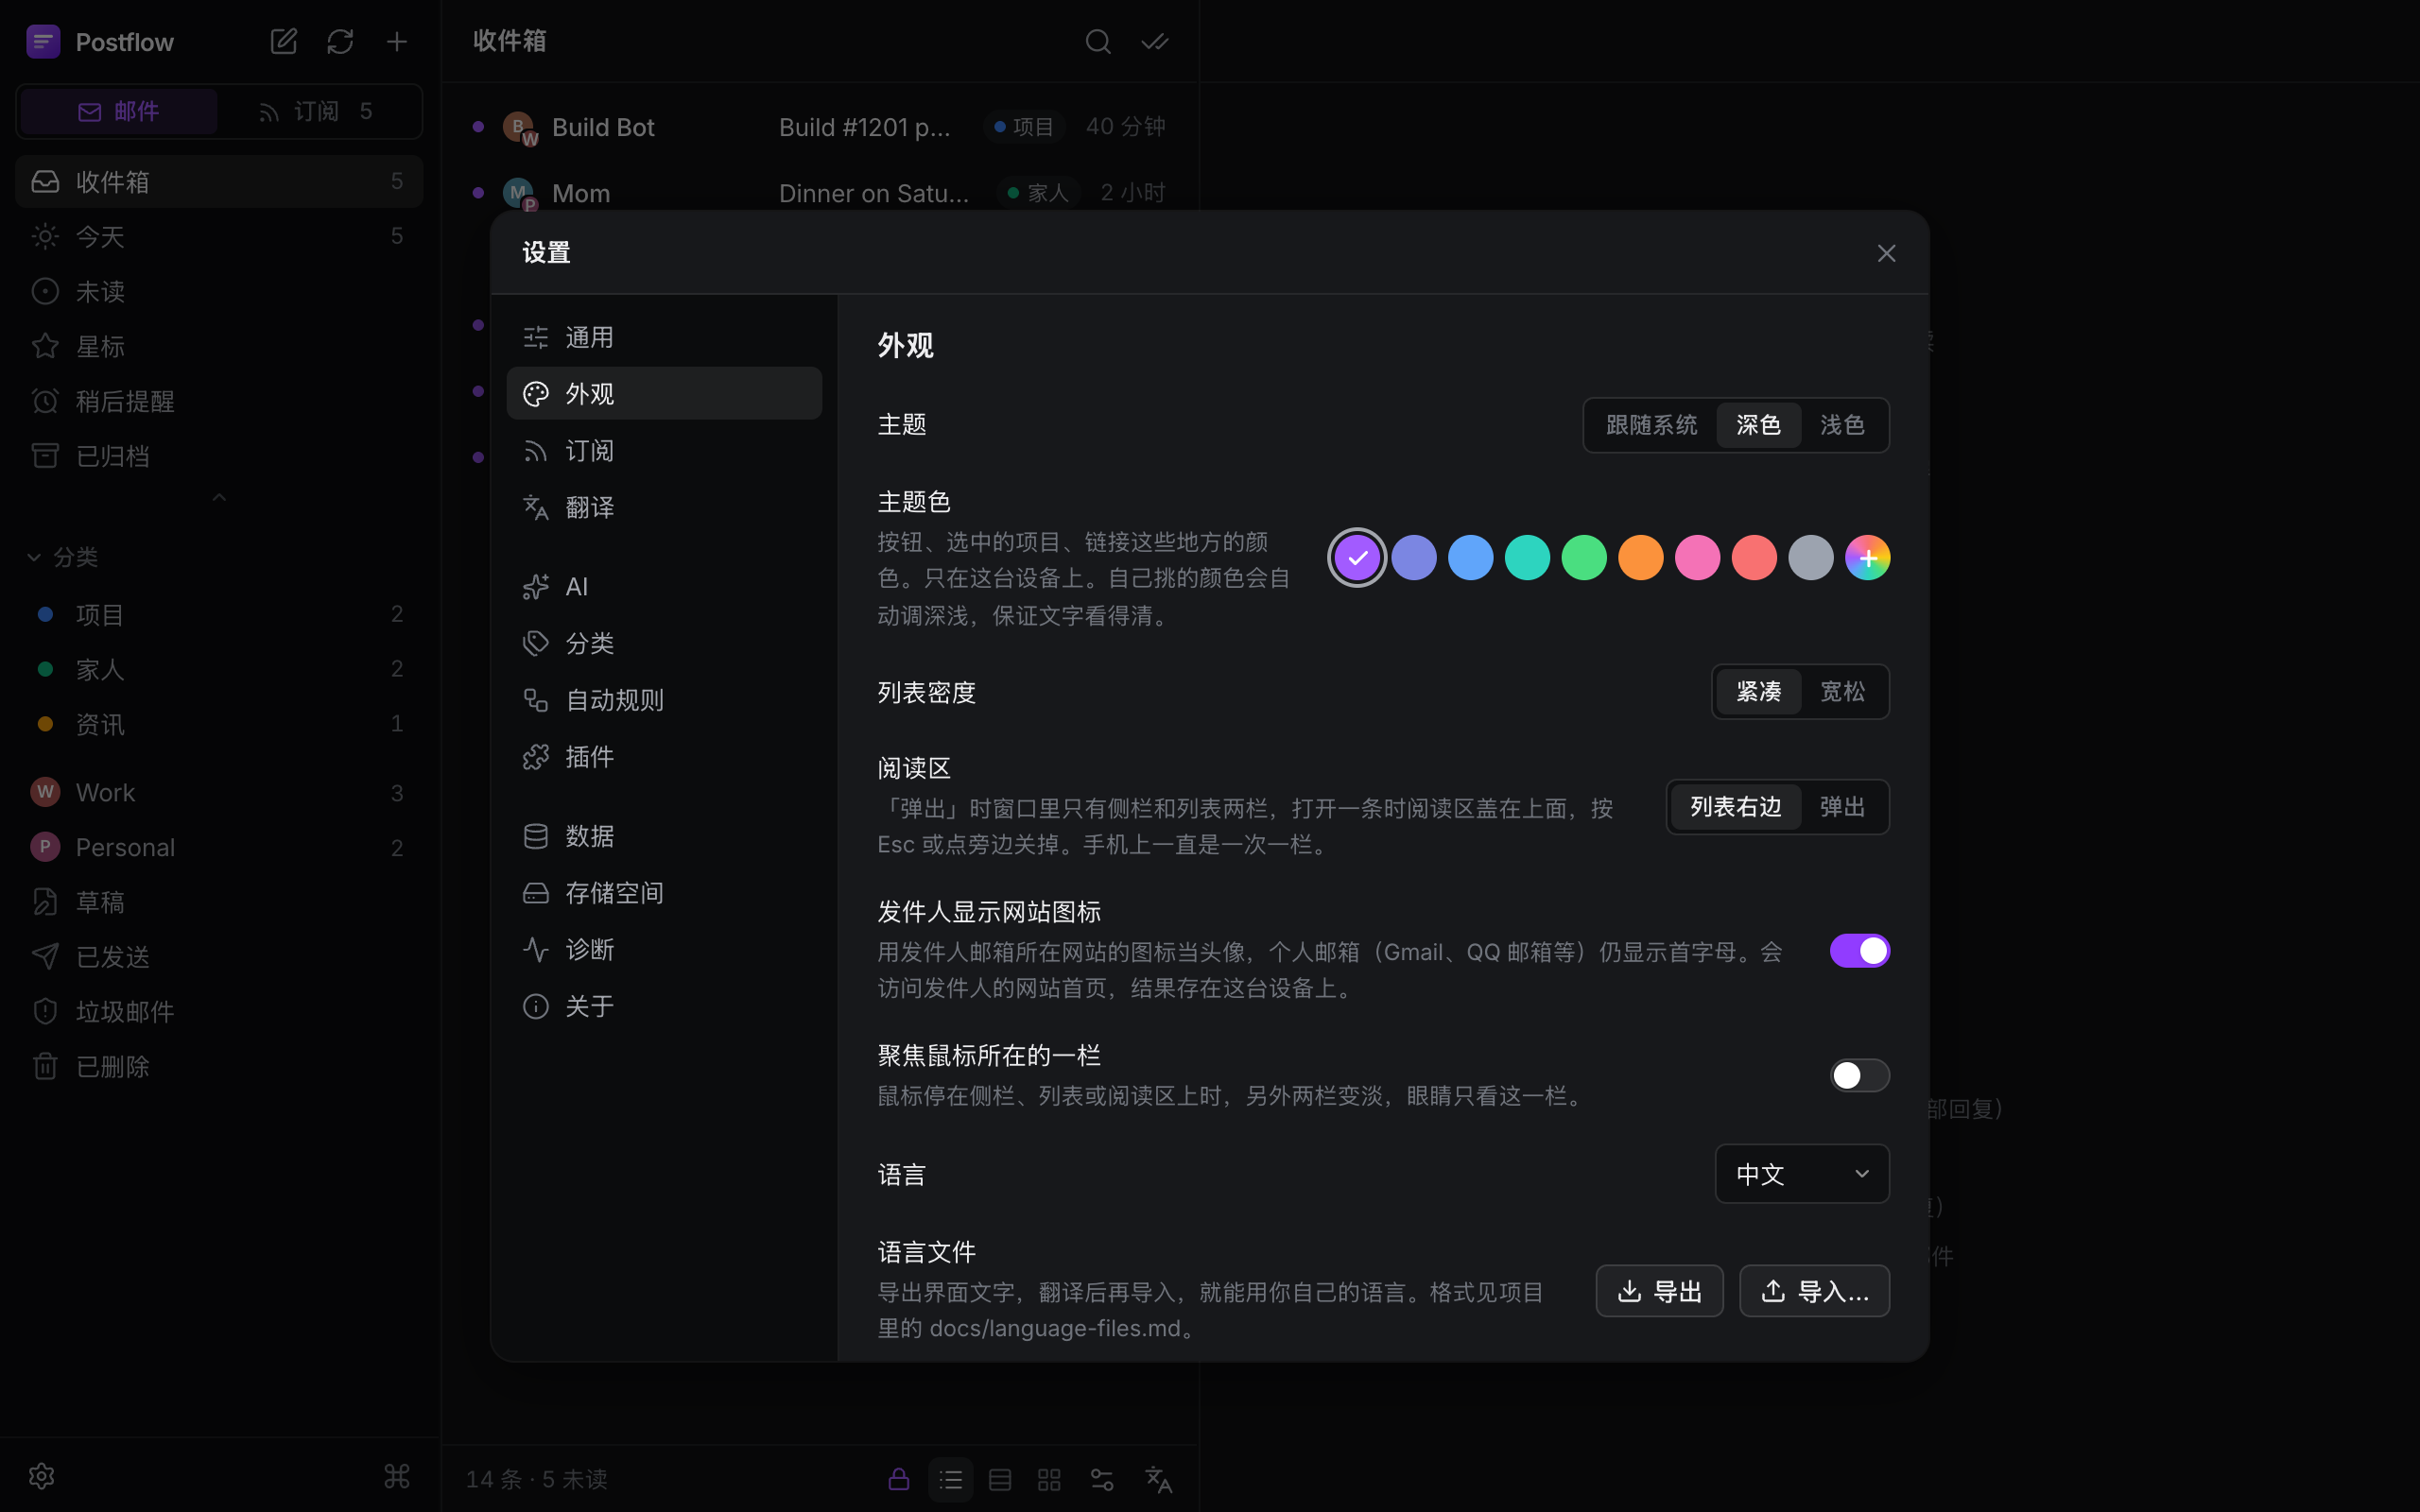 Postflow
邮件
订阅 5
收件箱 5
今天 5
未读
星标
稍后提醒
已归档
分类
项目 2
家人 2
资讯 1
W Work 3
P Personal 2
草稿
已发送
垃圾邮件
已删除
收件箱
B W Build Bot Build #1201 p... 项目 40 分钟
M P Mom Dinner on Satu... 家人 2 小时
14 条 · 5 未读
设置
通用
外观
订阅
翻译
AI
分类
自动规则
插件
数据
存储空间
诊断
关于
外观
主题
跟随系统 深色 浅色
主题色
按钮、选中的项目、链接这些地方的颜
色。只在这台设备上。自己挑的颜色会自
动调深浅，保证文字看得清。
列表密度
紧凑 宽松
阅读区
「弹出」时窗口里只有侧栏和列表两栏，打开一条时阅读区盖在上面，按
Esc 或点旁边关掉。手机上一直是一次一栏。
列表右边 弹出
发件人显示网站图标
用发件人邮箱所在网站的图标当头像，个人邮箱（Gmail、QQ 邮箱等）仍显示首字母。会
访问发件人的网站首页，结果存在这台设备上。
聚焦鼠标所在的一栏
鼠标停在侧栏、列表或阅读区上时，另外两栏变淡，眼睛只看这一栏。
语言
中文
语言文件
导出界面文字，翻译后再导入，就能用你自己的语言。格式见项目
里的 docs/language-files.md。
导出 导入...
部回复）
件